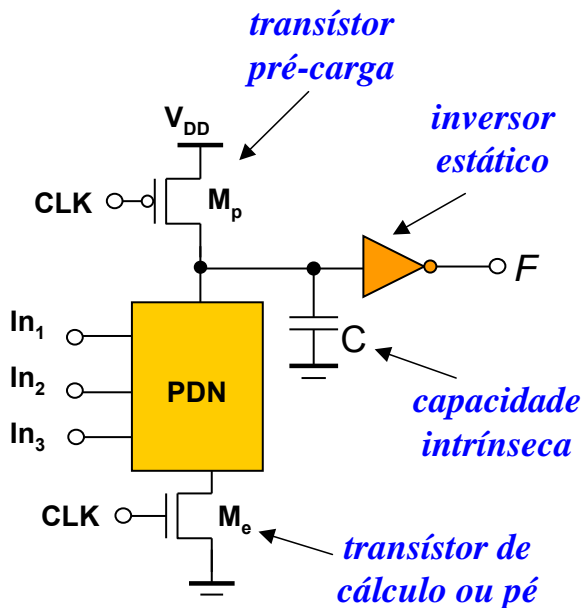 transístor
pré-carga
V_DD
inversor
estático
CLK
M_p
F
In_1
In_2
In_3
PDN
C
capacidade
intrínseca
CLK
M_e
transístor de
cálculo ou pé